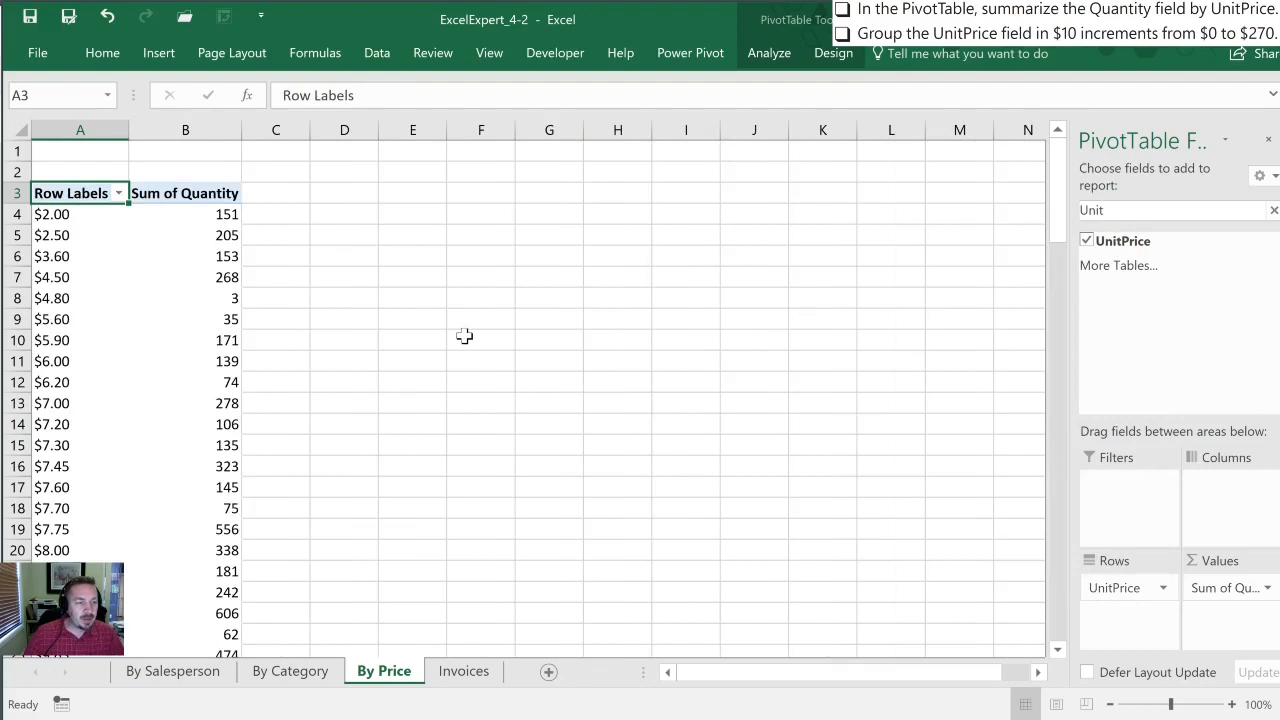 ExcelExpert_4-2 - Excel
PivotTable Too
In the PivotTable, summarize the Quantity field by UnitPrice.
Group the UnitPrice field in $10 increments from $0 to $270.
File Home Insert Page Layout Formulas Data Review View Developer Help Power Pivot Analyze Design Tell me what you want to do Shar
A3 fx Row Labels
A B C D E F G H I J K L M N
1
2
3 Row Labels Sum of Quantity
4 $2.00 151
5 $2.50 205
6 $3.60 153
7 $4.50 268
8 $4.80 3
9 $5.60 35
10 $5.90 171
11 $6.00 139
12 $6.20 74
13 $7.00 278
14 $7.20 106
15 $7.30 135
16 $7.45 323
17 $7.60 145
18 $7.70 75
19 $7.75 556
20 $8.00 338
181
242
606
62
474
PivotTable F..
Choose fields to add to
report:
Unit
UnitPrice
More Tables...
Drag fields between areas below:
Filters Columns
Rows Σ Values
UnitPrice Sum of Qu...
Defer Layout Update Update
By Salesperson By Category By Price Invoices
Ready 100%